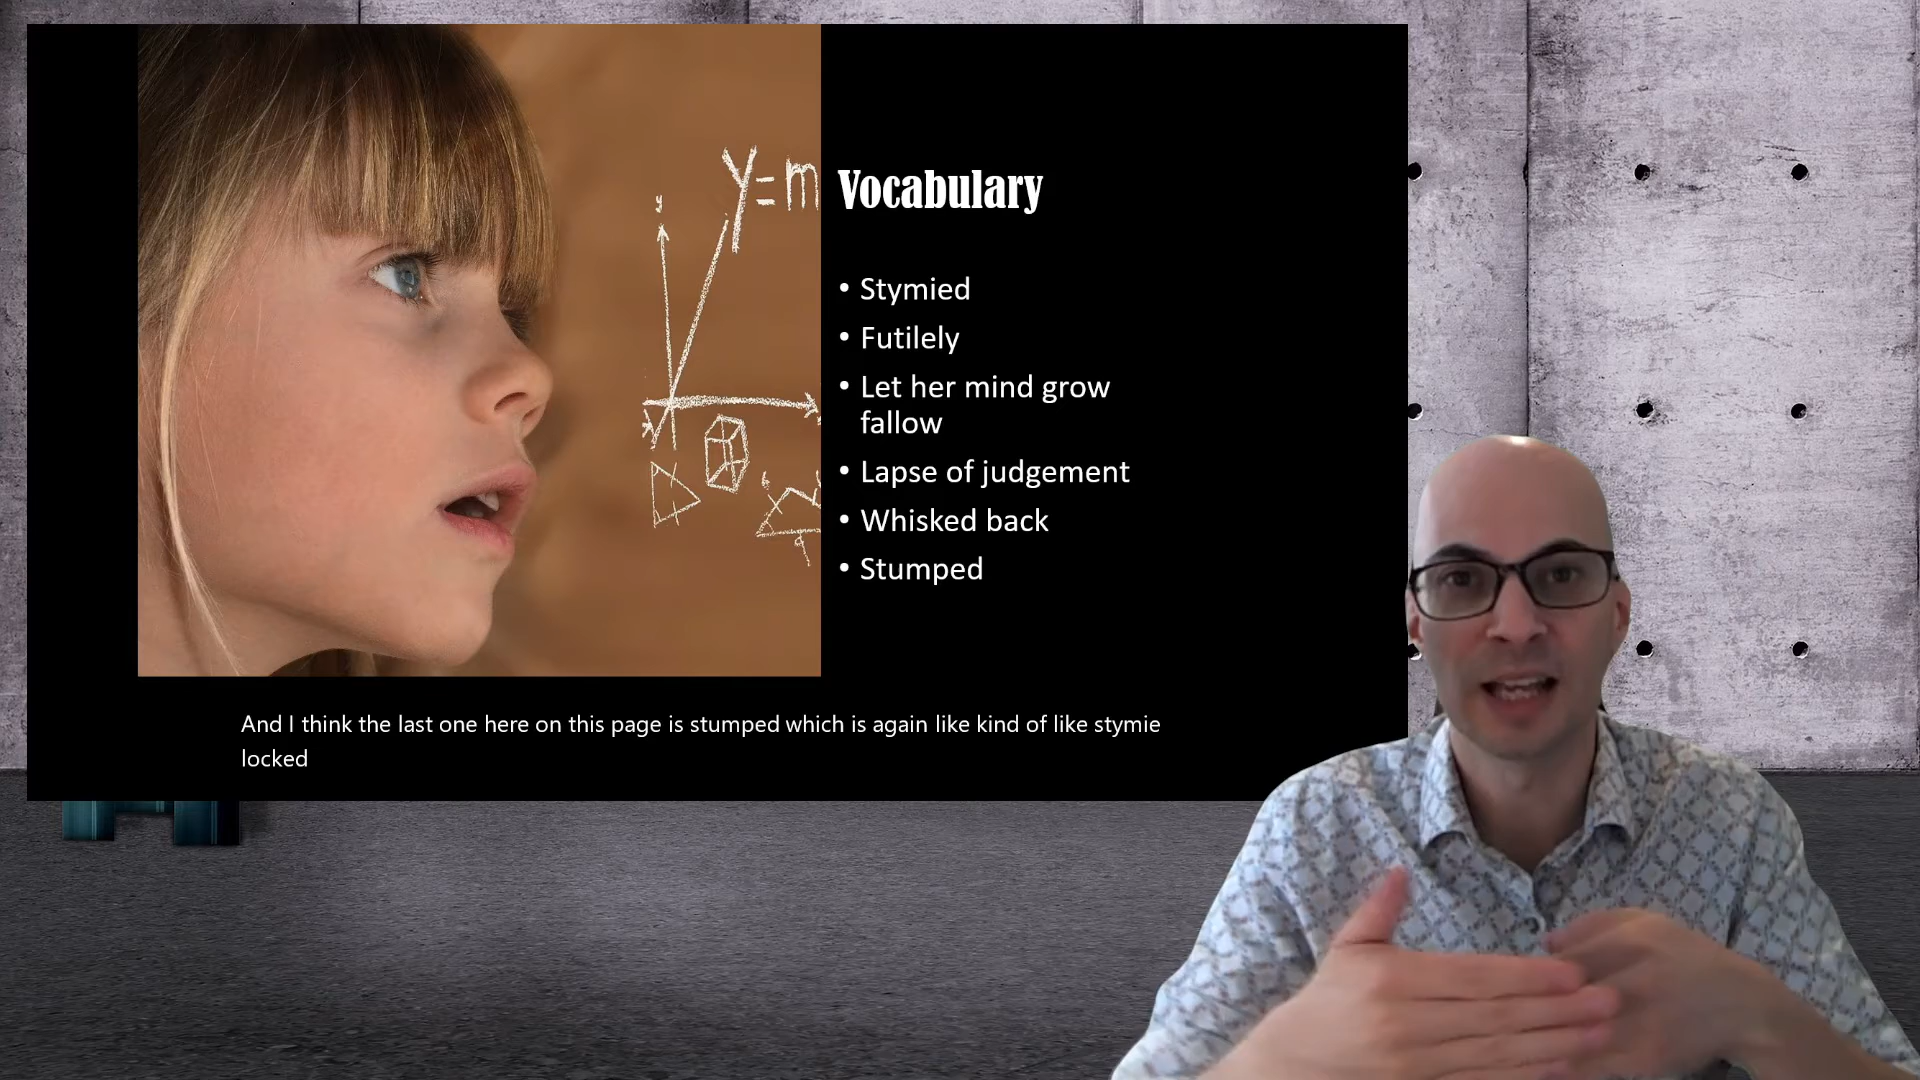 y
y=m
Vocabulary
• Stymied
• Futilely
• Let her mind grow
fallow
• Lapse of judgement
• Whisked back
• Stumped
And I think the last one here on this page is stumped which is again like kind of like stymie
locked